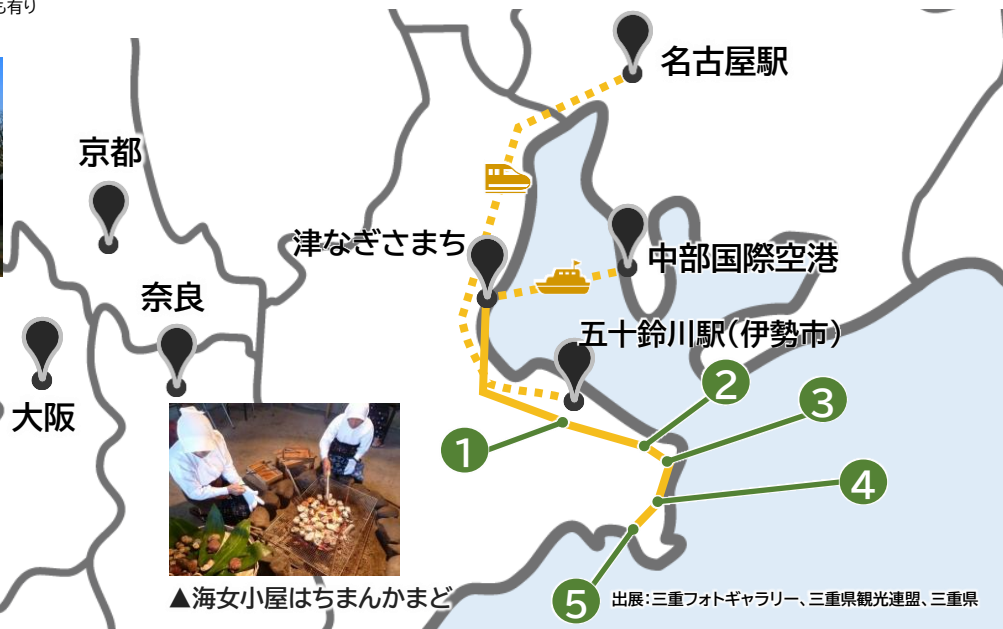 も有り
名古屋駅
京都
津なぎさまち
中部国際空港
奈良
五十鈴川駅(伊勢市)
大阪
2
3
1
4
▲海女小屋はちまんかまど
5
出展:三重フォトギャラリー、三重県観光連盟、三重県